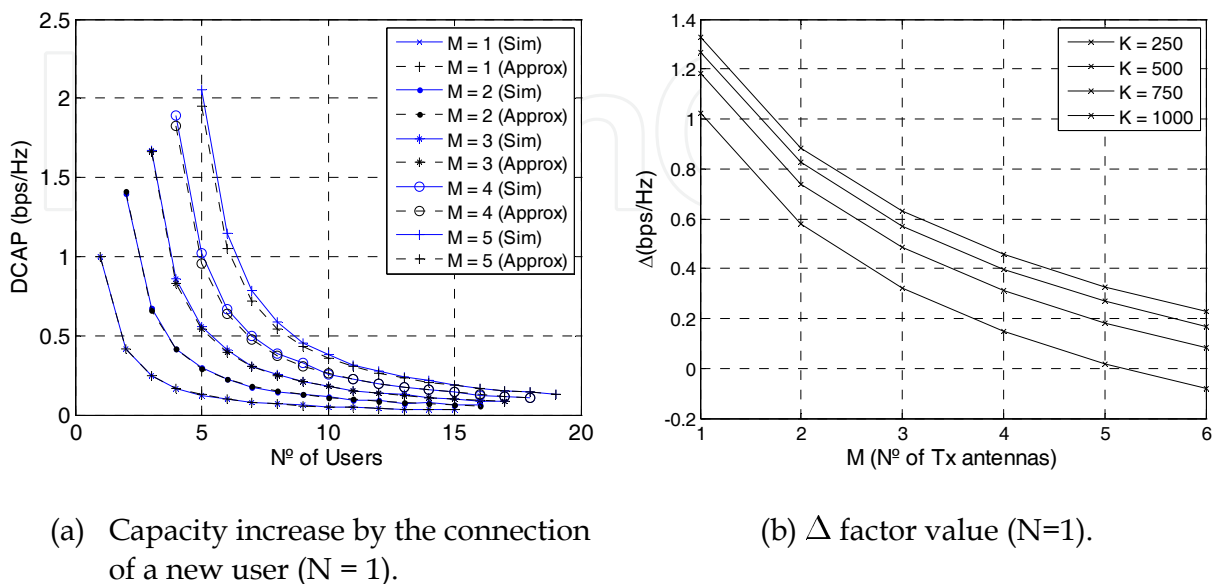 2.5
2
1.5
1
0.5
0
0
5
10
15
20
DCAP (bps/Hz)
Nº of Users
M = 1 (Sim)
M = 1 (Approx)
M = 2 (Sim)
M = 2 (Approx)
M = 3 (Sim)
M = 3 (Approx)
M = 4 (Sim)
M = 4 (Approx)
M = 5 (Sim)
M = 5 (Approx)
(a) Capacity increase by the connection
of a new user (N = 1).
1.4
1.2
1
0.8
0.6
0.4
0.2
0
-0.2
1
2
3
4
5
6
Δ(bps/Hz)
M (Nº of Tx antennas)
K = 250
K = 500
K = 750
K = 1000
(b) Δ factor value (N=1).